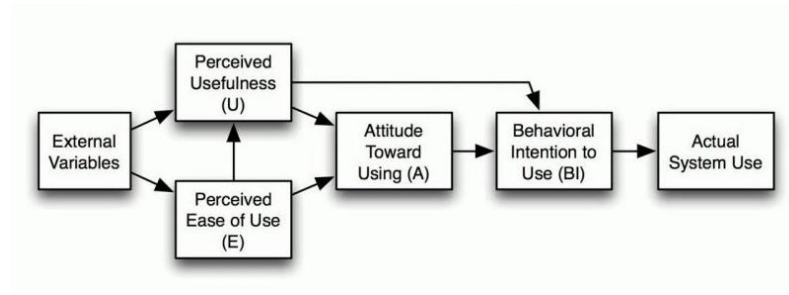 Perceived
Usefulness
(U)
External
Variables
Perceived
Ease of Use
(E)
Attitude
Toward
Using (A)
Behavioral
Intention to
Use (BI)
Actual
System Use